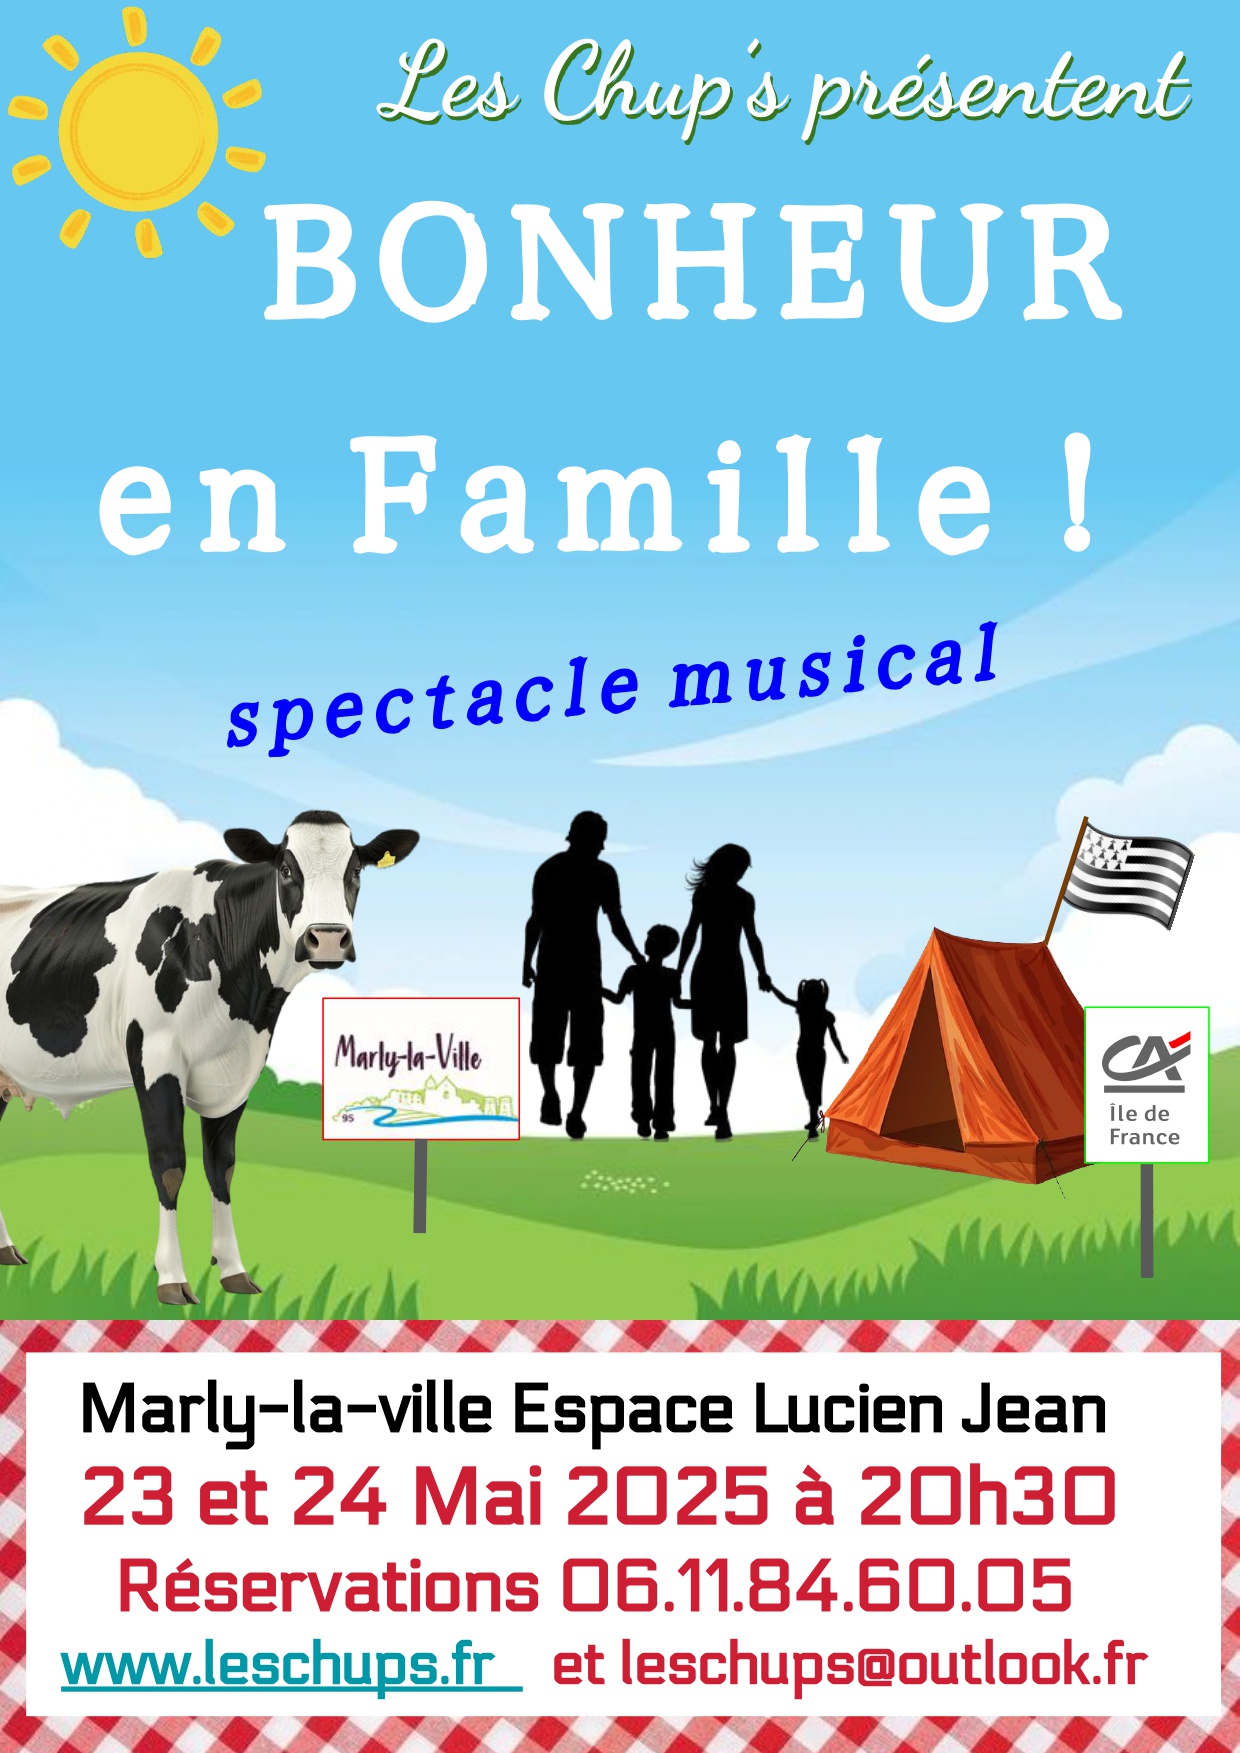 Les Chup's présentent
BONHEUR
en Famille !
spectacle musical
Marly-la-Ville
95
CA
Île de
France
Marly-la-ville Espace Lucien Jean
23 et 24 Mai 2025 à 20h30
Réservations 06.11.84.60.05
www.leschups.fr et leschups@outlook.fr